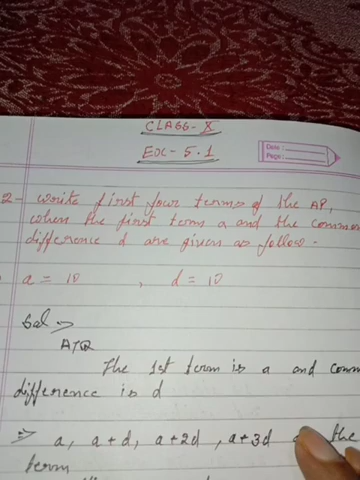 CLASS - X
EXC - 5.1
Date :
Page :
2 - Write first four terms of the AP,
when the first term a and the common
difference d are given as follow.
a = 10 , d = 10
Sol ⇒
ATQ
The 1st term is a and comm
difference is d
⇒ a, a + d, a + 2d, a + 3d the
term